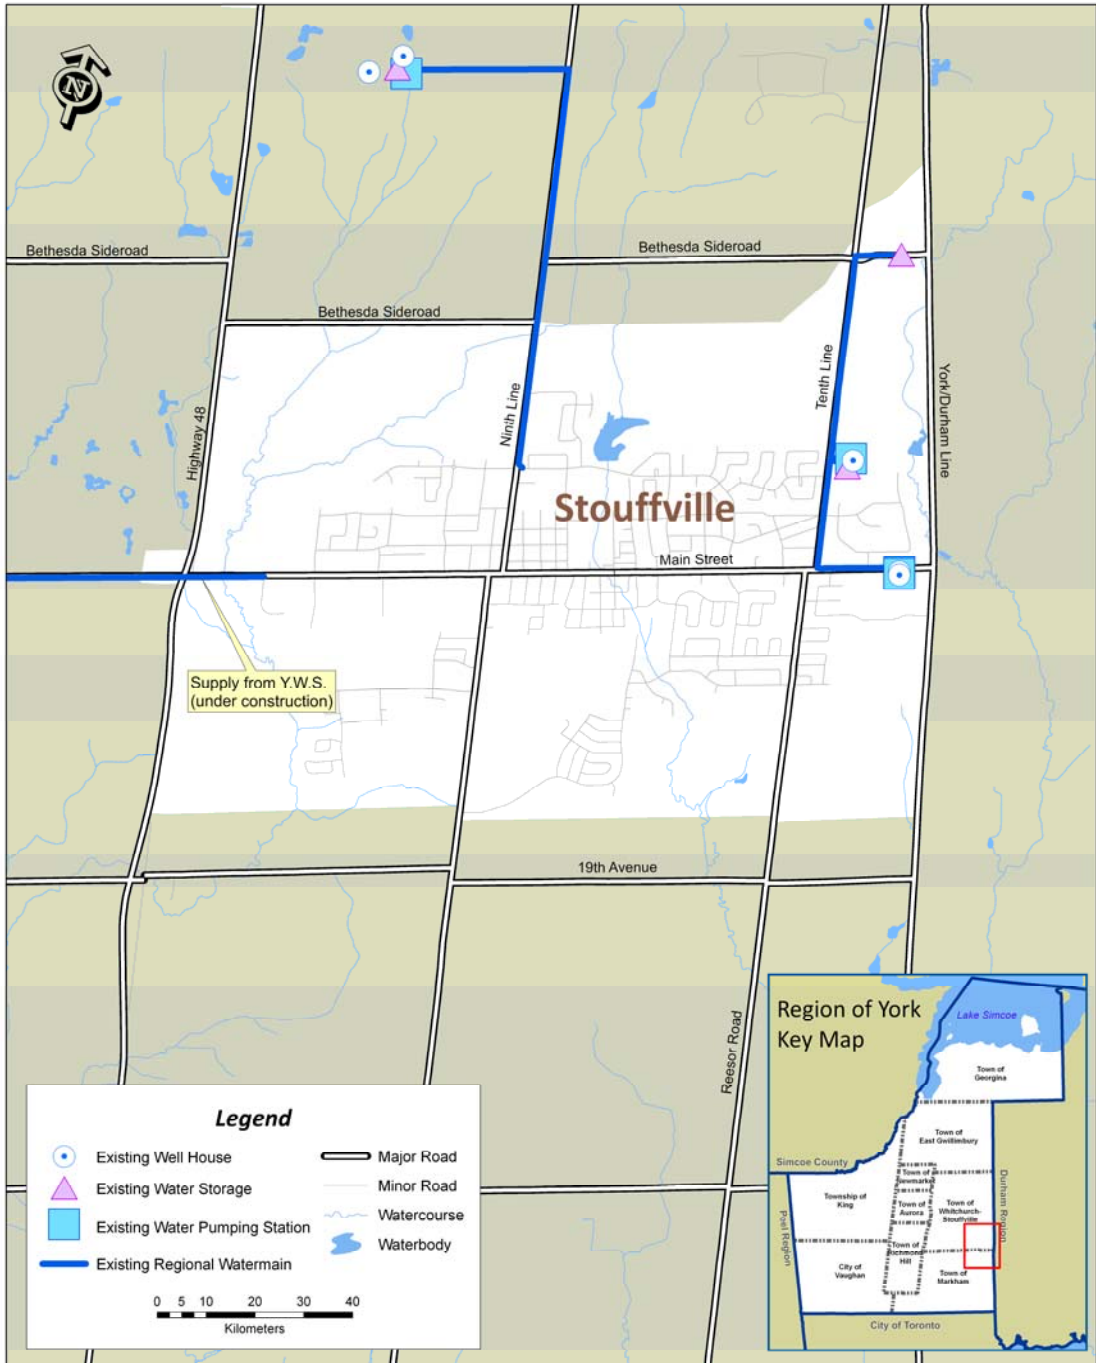 N
Bethesda Sideroad
Bethesda Sideroad
Bethesda Sideroad
Highway 48
Ninth Line
Tenth Line
York/Durham Line
Stouffville
Main Street
Supply from Y.W.S.
(under construction)
19th Avenue
Reesor Road
Region of York
Key Map
Lake Simcoe
Town of
Georgina
Town of
East Gwillimbury
Simcoe County
Town of
Newmarket
Township of
King
Town of
Aurora
Town of
Whitchurch-
Stouffville
Durham Region
Peel Region
Town of
Richmond
Hill
City of
Vaughan
Town of
Markham
City of Toronto
Legend
Existing Well House
Existing Water Storage
Existing Water Pumping Station
Existing Regional Watermain
Major Road
Minor Road
Watercourse
Waterbody
0 5 10 20 30 40
Kilometers